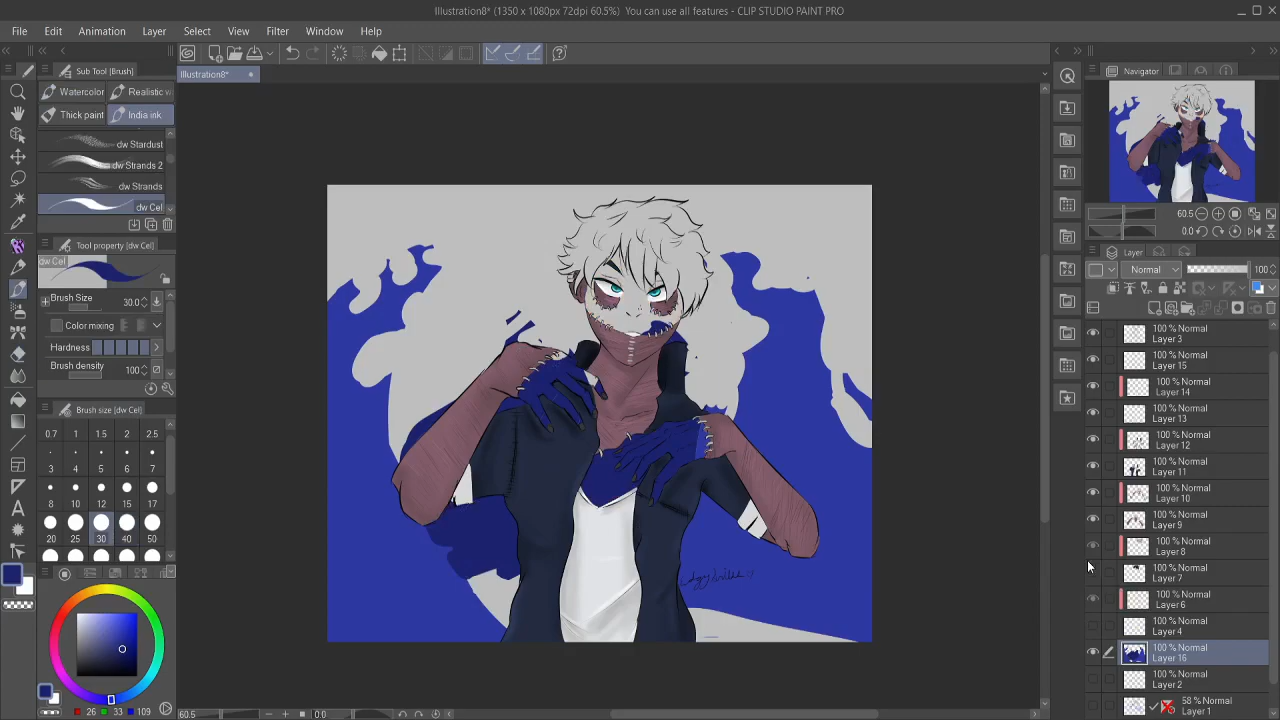 Illustration8* (1350 x 1080px 72dpi 60.5%)  You can use all features - CLIP STUDIO PAINT PRO
File Edit Animation Layer Select View Filter Window Help
Sub Tool [Brush]
Illustration8*
Navigator
Watercolor Realistic w
Thick paint India ink
dw Stardust
dw Strands 2
dw Strands
dw Cel
Tool property [dw Cel]
dw Cel
Brush Size 30.0
Color mixing
Hardness
Brush density 100
Brush size [dw Cel]
0.7 1 1.5 2 2.5
3 4 5 6 7
8 10 12 15 17
20 25 30 40 50
26 33 109
60.5 0.0
60.5
0.0
Layer
Normal 100
100 % Normal
Layer 3
100 % Normal
Layer 15
100 % Normal
Layer 14
100 % Normal
Layer 13
100 % Normal
Layer 12
100 % Normal
Layer 11
100 % Normal
Layer 10
100 % Normal
Layer 9
100 % Normal
Layer 8
100 % Normal
Layer 7
100 % Normal
Layer 6
100 % Normal
Layer 4
100 % Normal
Layer 16
100 % Normal
Layer 2
58 % Normal
Layer 1